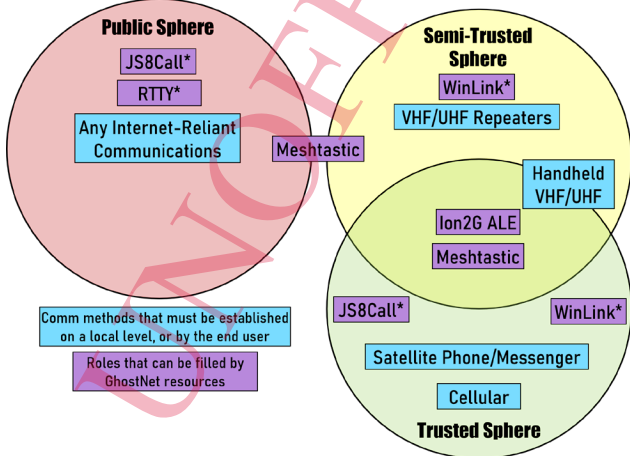 Public Sphere
JS8Call*
RTTY*
Any Internet-Reliant
Communications
Meshtastic
Semi-Trusted
Sphere
WinLink*
VHF/UHF Repeaters
Handheld
VHF/UHF
Ion2G ALE
Meshtastic
JS8Call*
WinLink*
Satellite Phone/Messenger
Cellular
Trusted Sphere
Comm methods that must be established
on a local level, or by the end user
Roles that can be filled by
GhostNet resources
UNOF